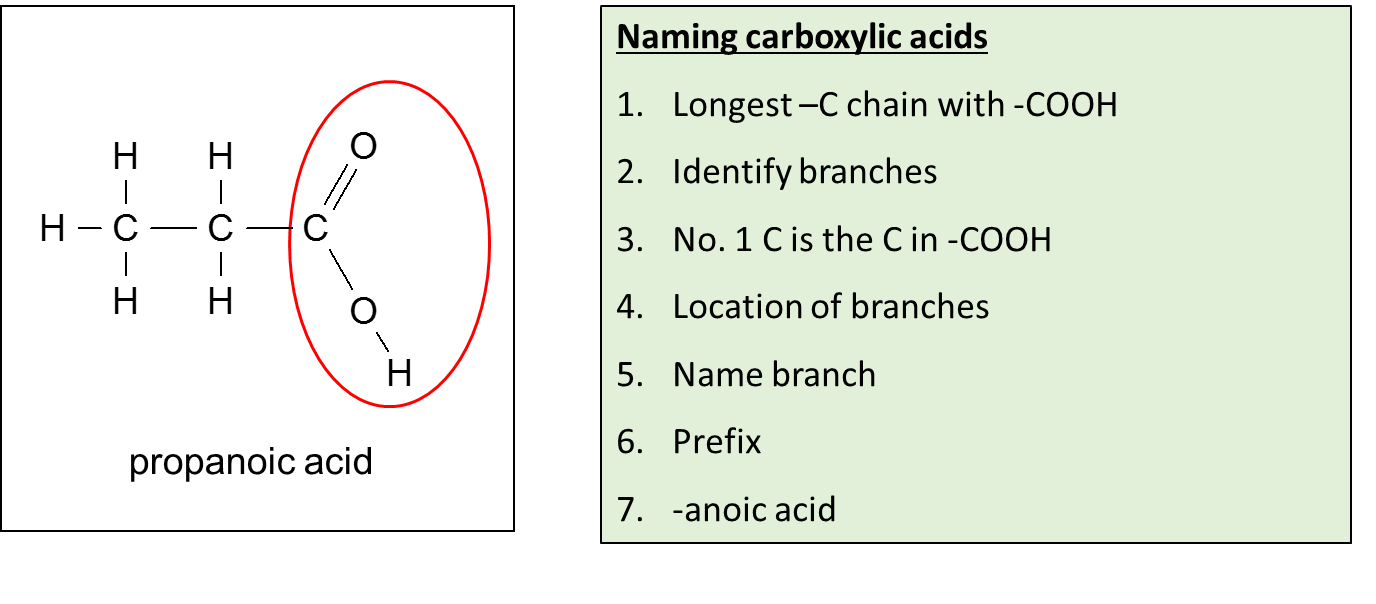 O
H H
H C C C
H H
O
H
propanoic acid
Naming carboxylic acids
1. Longest –C chain with -COOH
2. Identify branches
3. No. 1 C is the C in -COOH
4. Location of branches
5. Name branch
6. Prefix
7. -anoic acid